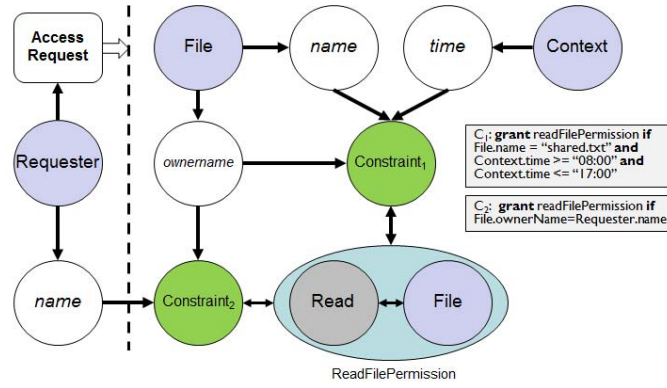 Access
Request
File
name
time
Context
Requester
ownername
Constraint1
C1: grant readFilePermission if
File.name = “shared.txt” and
Context.time >= “08:00” and
Context.time <= “17:00”
C2: grant readFilePermission if
File.ownerName=Requester.name
name
Constraint2
Read
File
ReadFilePermission